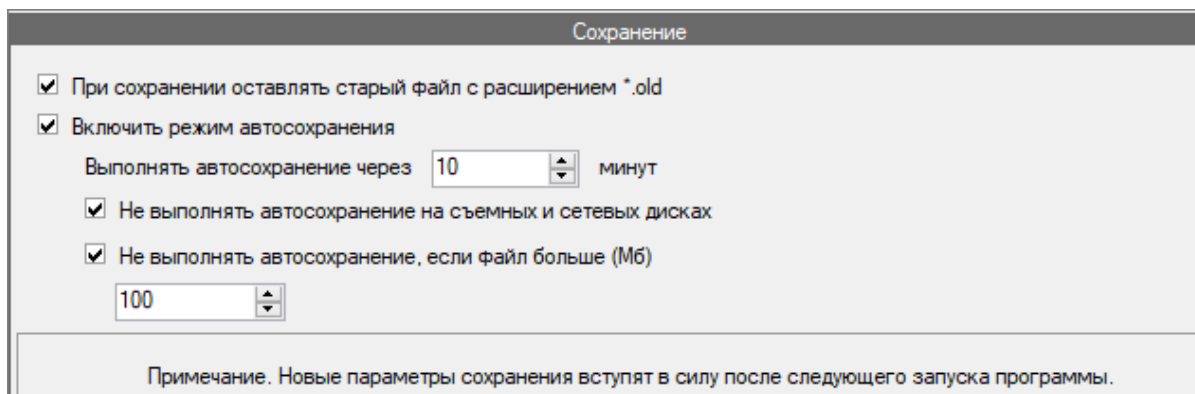 Сохранение
При сохранении оставлять старый файл с расширением *.old
Включить режим автосохранения
Выполнять автосохранение через 10 минут
Не выполнять автосохранение на съемных и сетевых дисках
Не выполнять автосохранение, если файл больше (Мб)
100
Примечание. Новые параметры сохранения вступят в силу после следующего запуска программы.